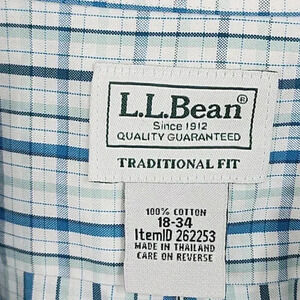 L.L.Bean®
Since 1912
QUALITY GUARANTEED
TRADITIONAL FIT
100% COTTON
18-34
ItemID 262253
MADE IN THAILAND
CARE ON REVERSE